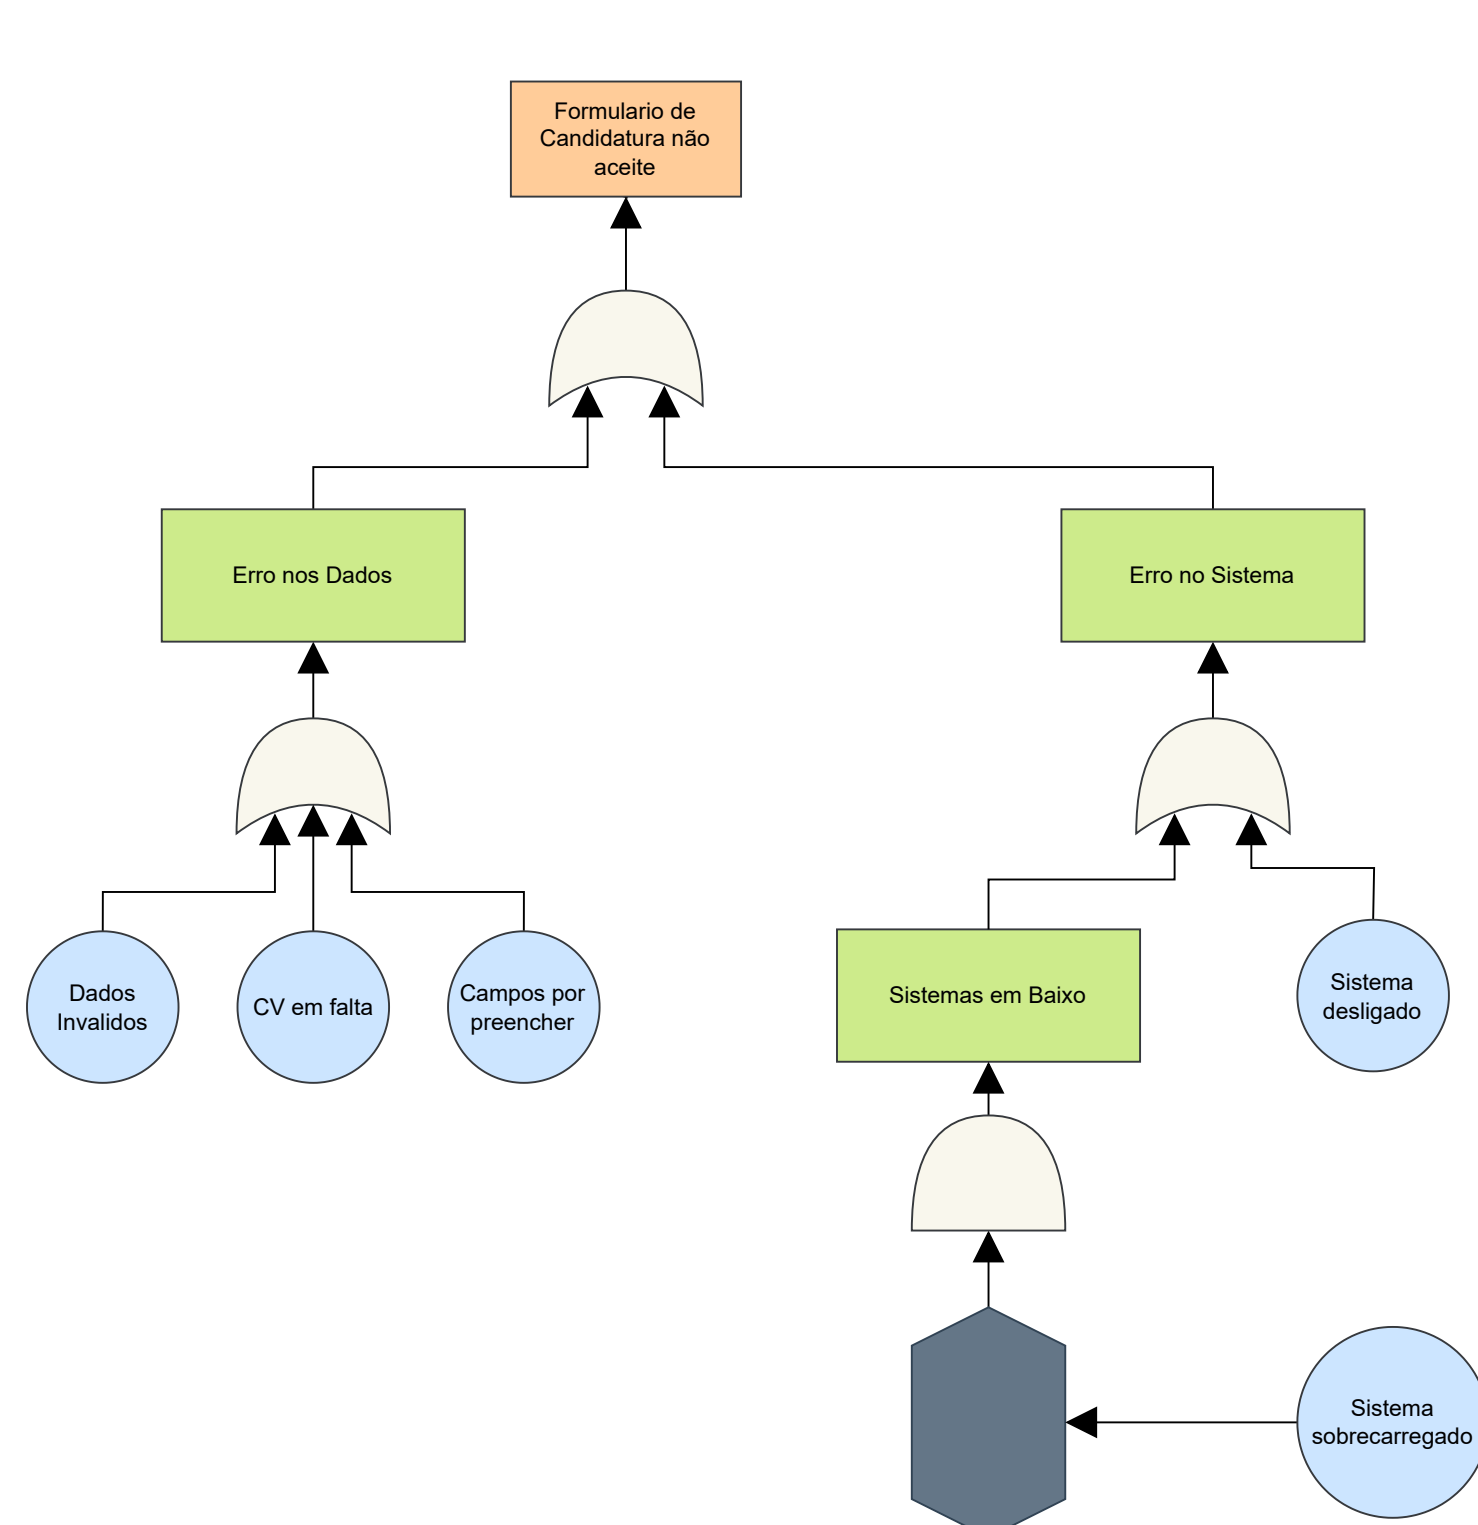 Formulario de
Candidatura não
aceite
Erro nos Dados
Erro no Sistema
Dados
Invalidos
CV em falta
Campos por
preencher
Sistemas em Baixo
Sistema
desligado
Sistema
sobrecarregado